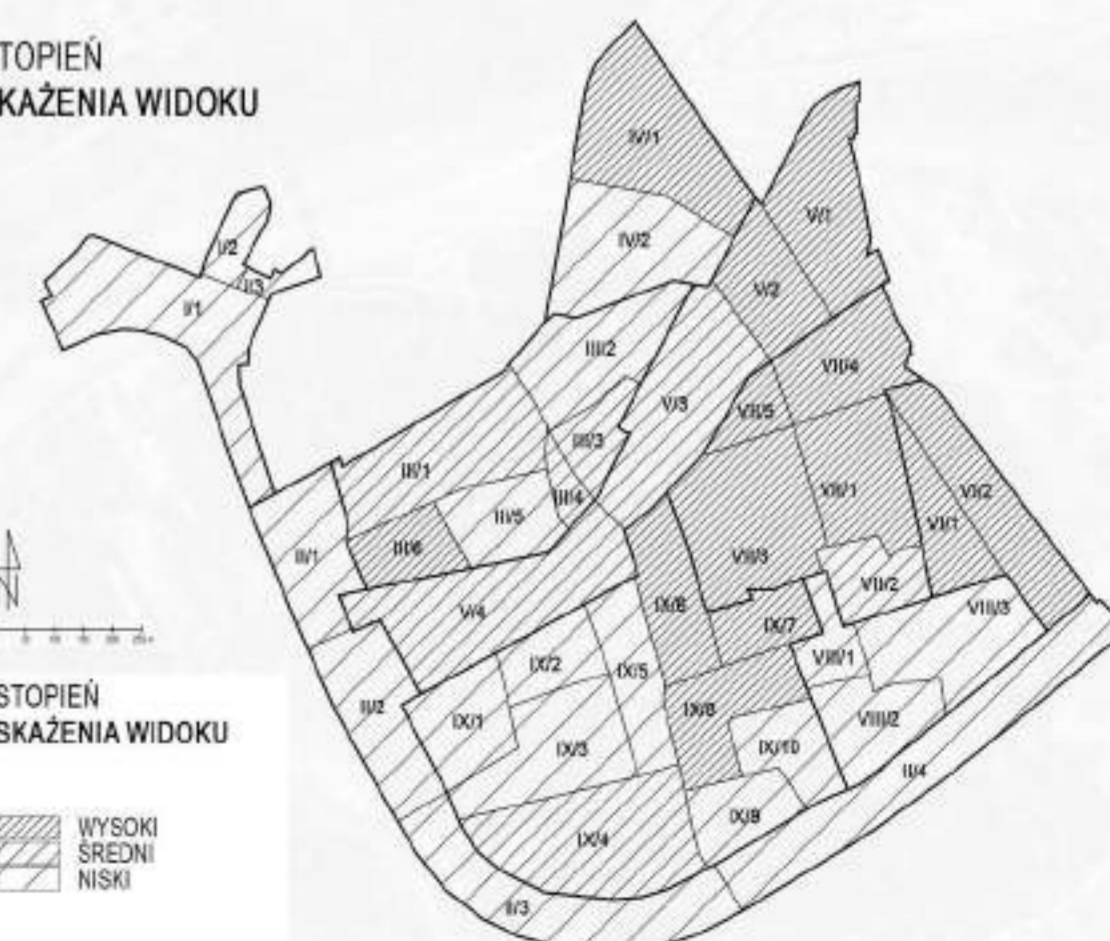 TOPIEŃ
KAŻENIA WIDOKU
IV/1
V/1
I/2
IV/2
I/3
V/2
I/1
III/2
VII/4
V/3
VII/5
III/3
III/1
VII/1
VI/2
III/4
III/5
VI/1
III/6
II/1
VII/3
VII/2
V/4
IX/6
VIII/3
IX/7
VIII/1
IX/2
IX/5
STOPIEŃ
SKAŻENIA WIDOKU
II/2
IX/1
IX/8
VIII/2
IX/3
IX/10
II/4
IX/9
WYSOKI
ŚREDNI
NISKI
IX/4
II/3